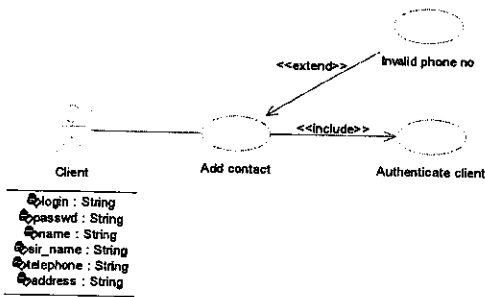 Invalid phone no
<<extend>>
<<include>>
Client
Add contact
Authenticate client
login : String
passwd : String
name : String
sir_name : String
telephone : String
address : String